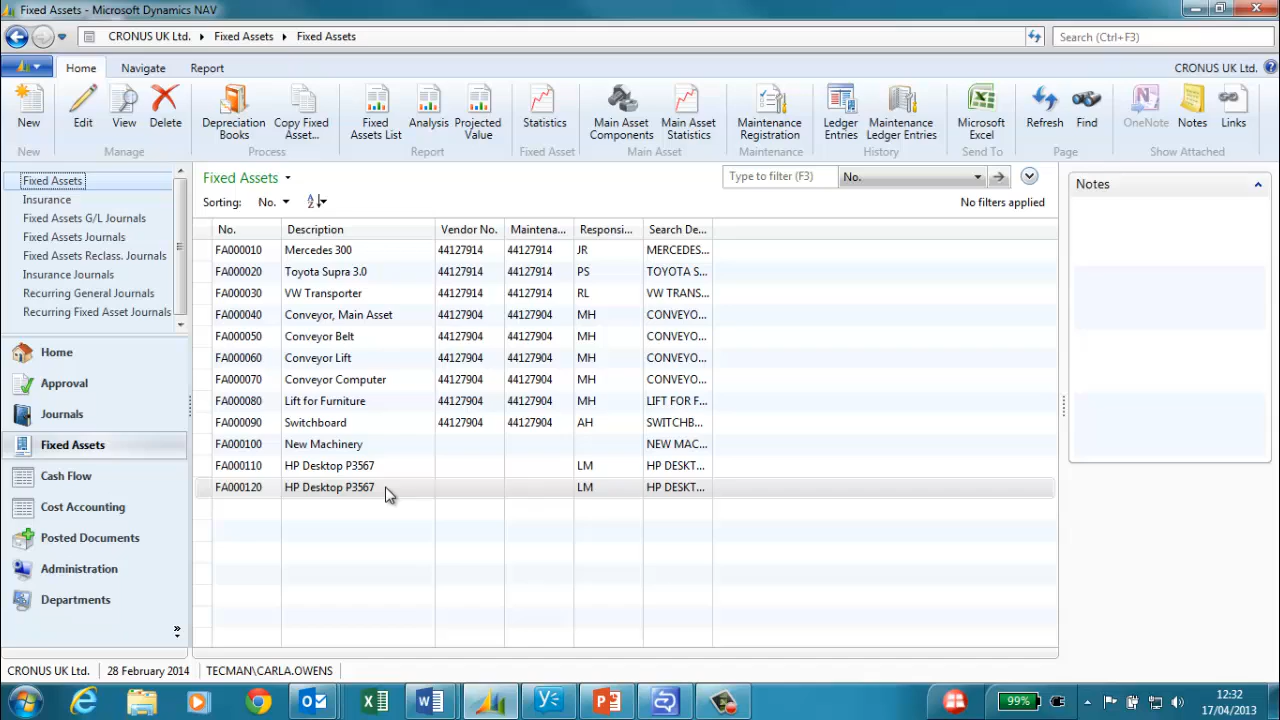 Fixed Assets - Microsoft Dynamics NAV
CRONUS UK Ltd. Fixed Assets Fixed Assets Search (Ctrl+F3)
Home Navigate Report CRONUS UK Ltd.
New Edit View Delete Depreciation Books Copy Fixed Asset... Fixed Assets List Analysis Projected Value Statistics Main Asset Components Main Asset Statistics Maintenance Registration Ledger Entries Maintenance Ledger Entries Microsoft Excel Refresh Find OneNote Notes Links
New Manage Process Report Fixed Asset Main Asset Maintenance History Send To Page Show Attached
Fixed Assets
Insurance
Fixed Assets G/L Journals
Fixed Assets Journals
Fixed Assets Reclass. Journals
Insurance Journals
Recurring General Journals
Recurring Fixed Asset Journals
Home
Approval
Journals
Fixed Assets
Cash Flow
Cost Accounting
Posted Documents
Administration
Departments
Fixed Assets Type to filter (F3) No.
Sorting: No. No filters applied
No. Description Vendor No. Maintena... Responsi... Search De...
FA000010 Mercedes 300 44127914 44127914 JR MERCEDES...
FA000020 Toyota Supra 3.0 44127914 44127914 PS TOYOTA S...
FA000030 VW Transporter 44127914 44127914 RL VW TRANS...
FA000040 Conveyor, Main Asset 44127904 44127904 MH CONVEYO...
FA000050 Conveyor Belt 44127904 44127904 MH CONVEYO...
FA000060 Conveyor Lift 44127904 44127904 MH CONVEYO...
FA000070 Conveyor Computer 44127904 44127904 MH CONVEYO...
FA000080 Lift for Furniture 44127904 44127904 MH LIFT FOR F...
FA000090 Switchboard 44127904 44127904 AH SWITCHB...
FA000100 New Machinery NEW MAC...
FA000110 HP Desktop P3567 LM HP DESKT...
FA000120 HP Desktop P3567 LM HP DESKT...
Notes
CRONUS UK Ltd. 28 February 2014 TECMAN\CARLA.OWENS
99% 12:32
17/04/2013